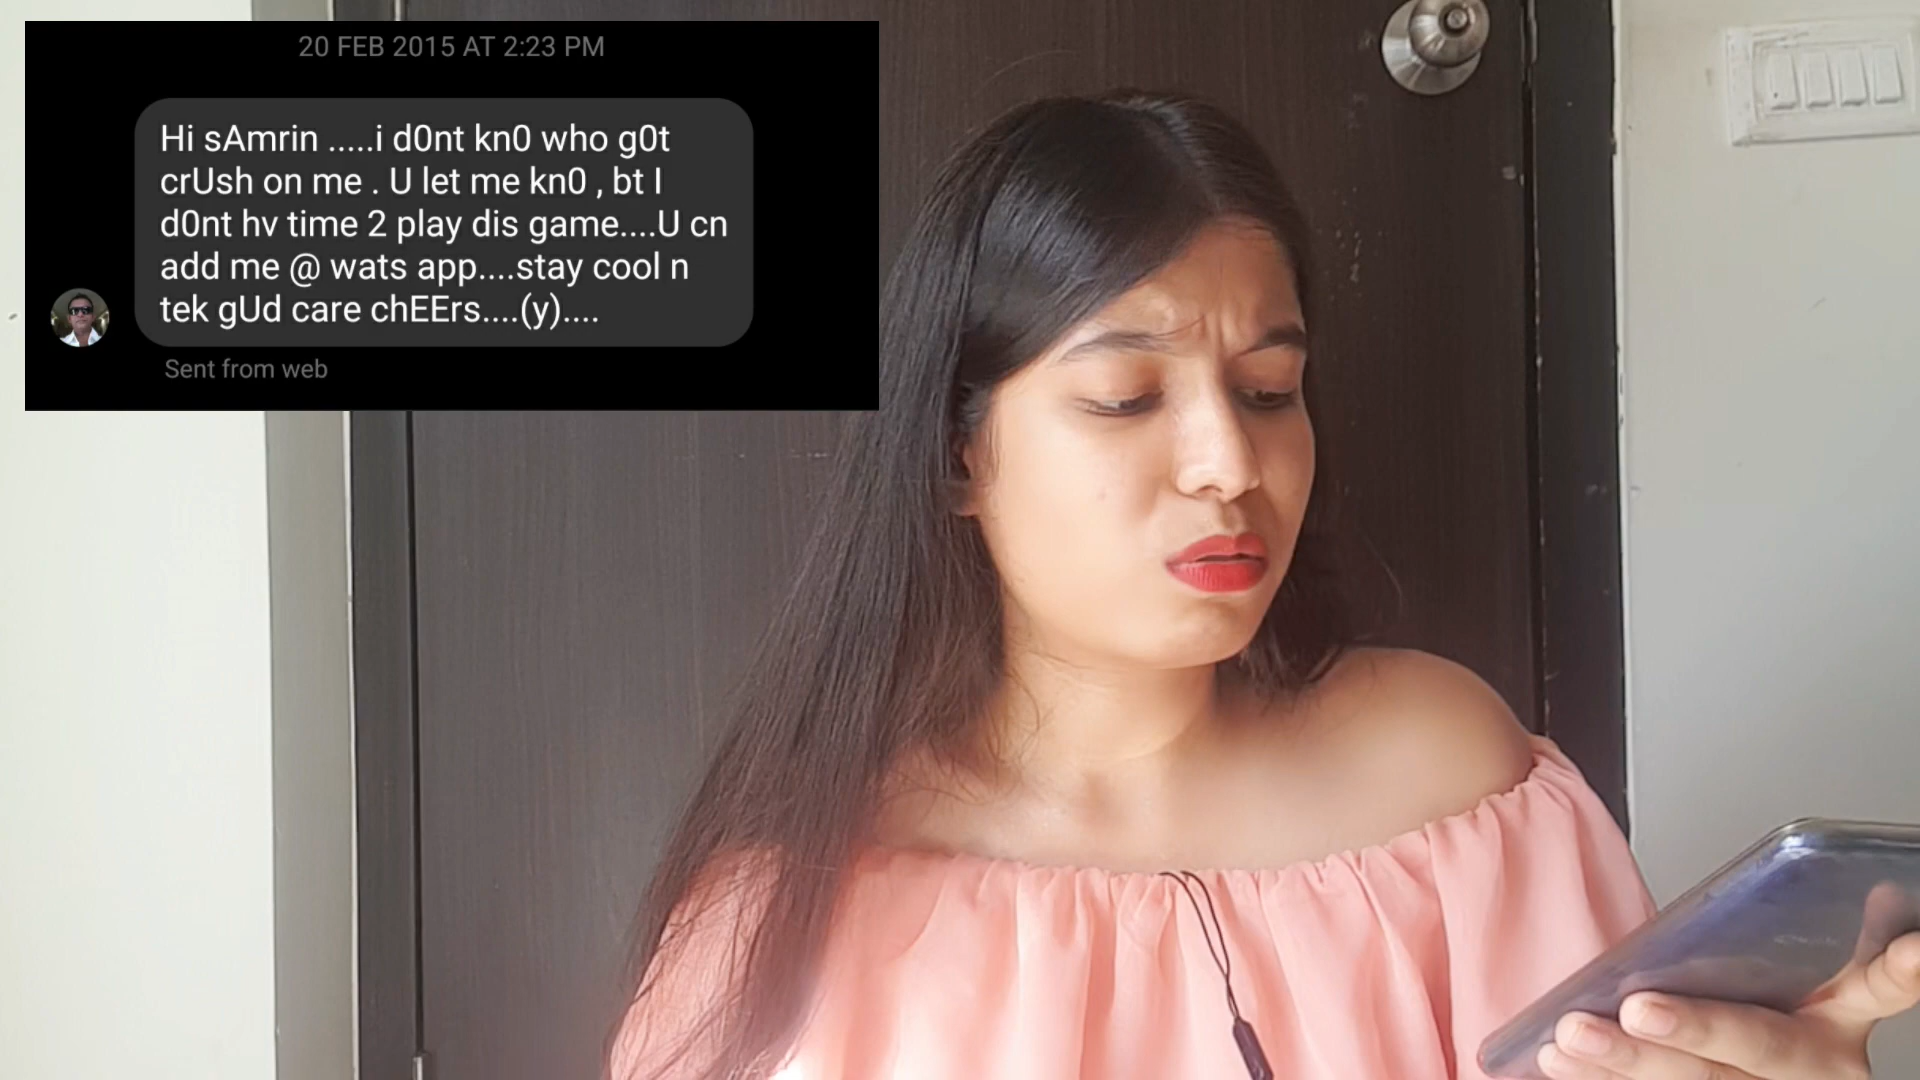 20 FEB 2015 AT 2:23 PM
Hi sAmrin .....i d0nt kn0 who g0t
crUsh on me . U let me kn0 , bt I
d0nt hv time 2 play dis game....U cn
add me @ wats app....stay cool n
tek gUd care chEErs....(y)....
Sent from web